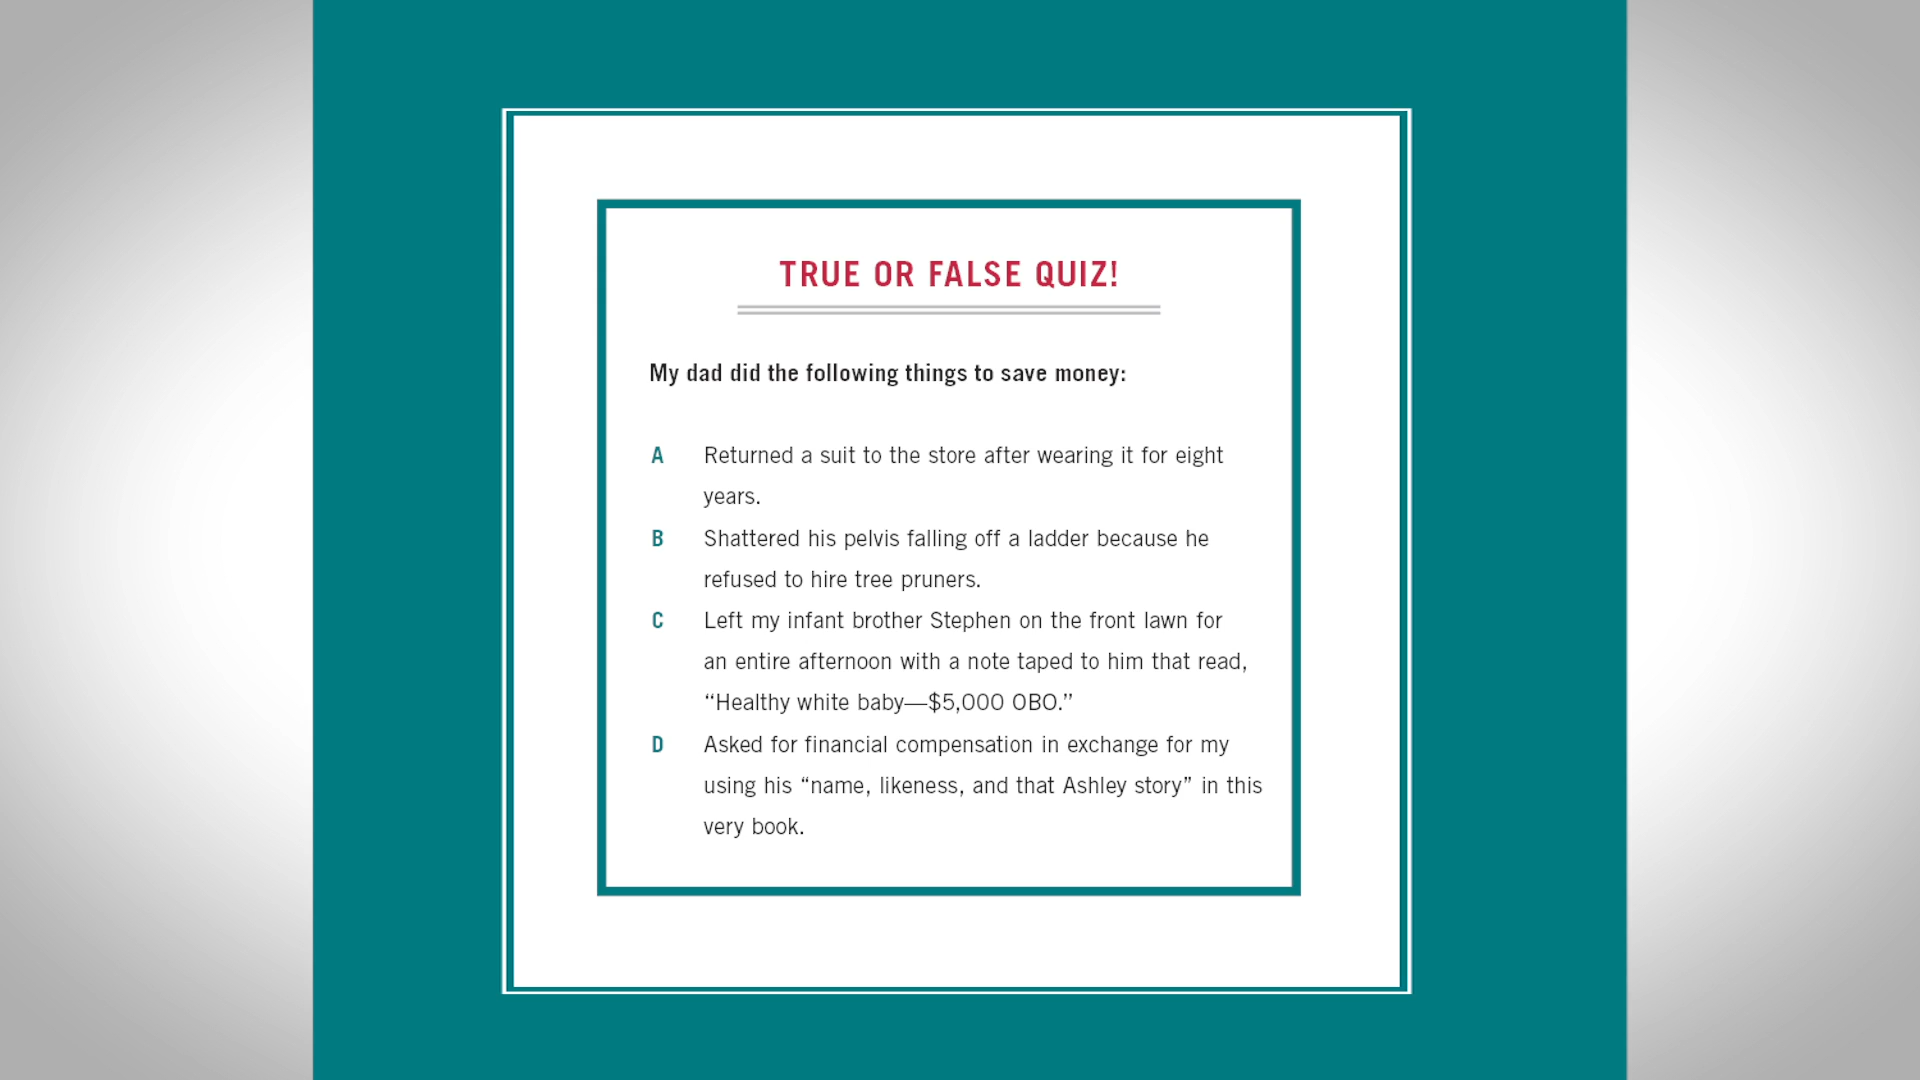 TRUE OR FALSE QUIZ!
My dad did the following things to save money:
A Returned a suit to the store after wearing it for eight
years.
B Shattered his pelvis falling off a ladder because he
refused to hire tree pruners.
C Left my infant brother Stephen on the front lawn for
an entire afternoon with a note taped to him that read,
“Healthy white baby—$5,000 OBO.”
D Asked for financial compensation in exchange for my
using his “name, likeness, and that Ashley story” in this
very book.